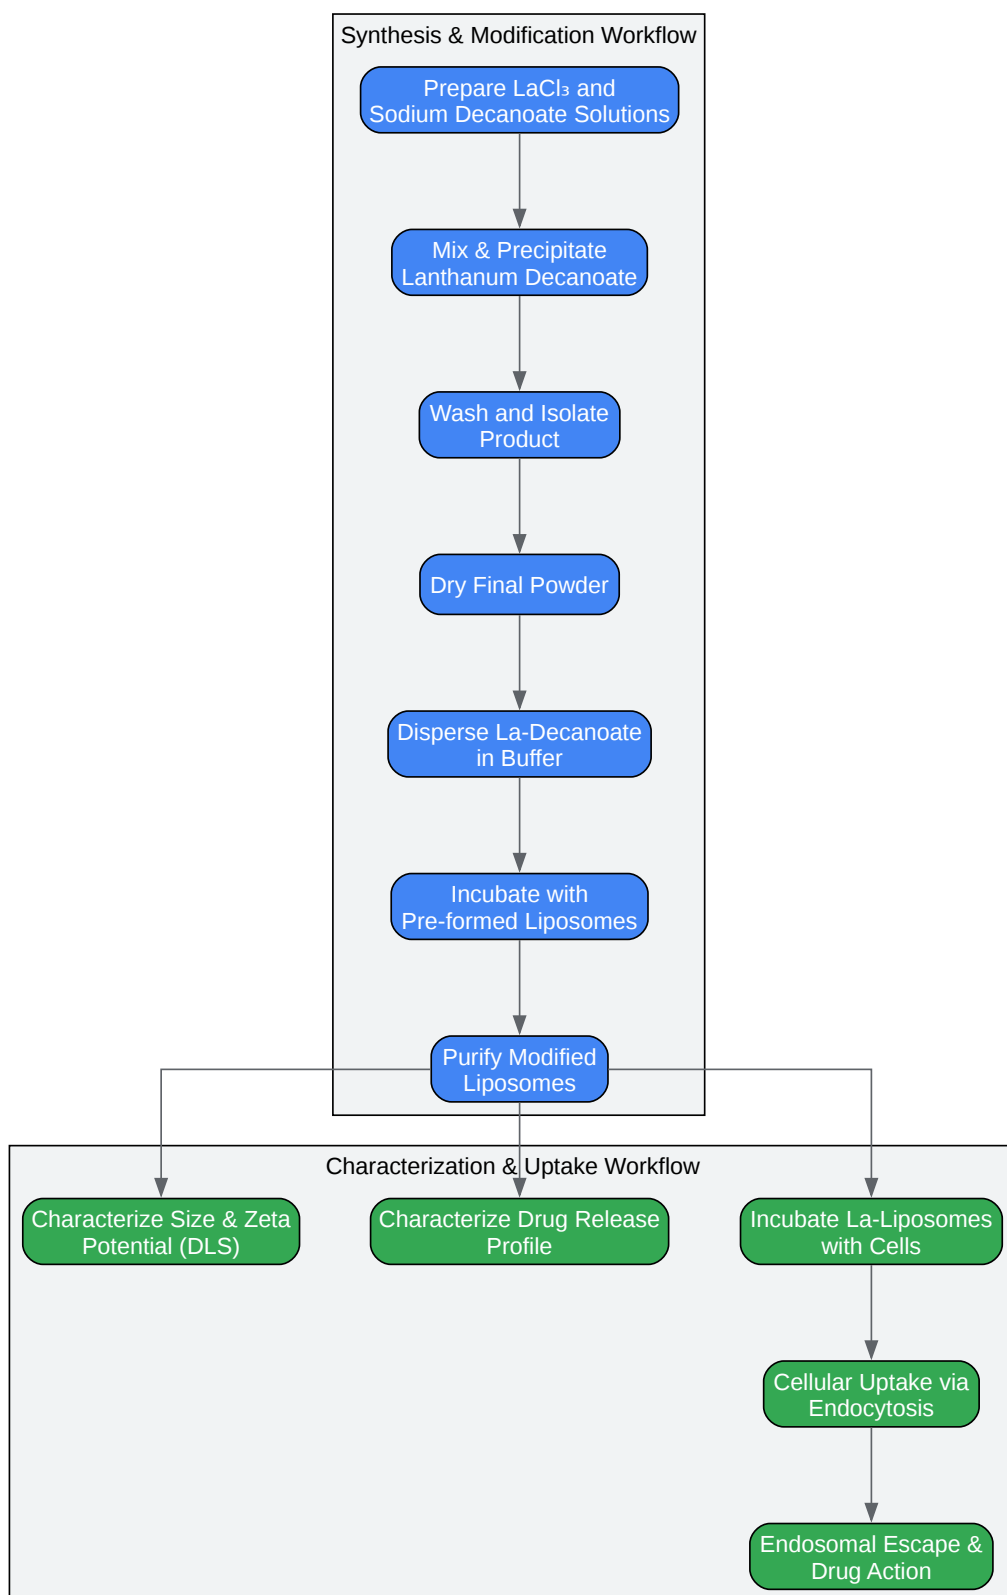 Synthesis & Modification Workflow
Prepare LaCl₃ and
Sodium Decanoate Solutions
Mix & Precipitate
Lanthanum Decanoate
Wash and Isolate
Product
Dry Final Powder
Disperse La-Decanoate
in Buffer
Incubate with
Pre-formed Liposomes
Purify Modified
Liposomes
Characterization & Uptake Workflow
Characterize Size & Zeta
Potential (DLS)
Characterize Drug Release
Profile
Incubate La-Liposomes
with Cells
Cellular Uptake via
Endocytosis
Endosomal Escape &
Drug Action